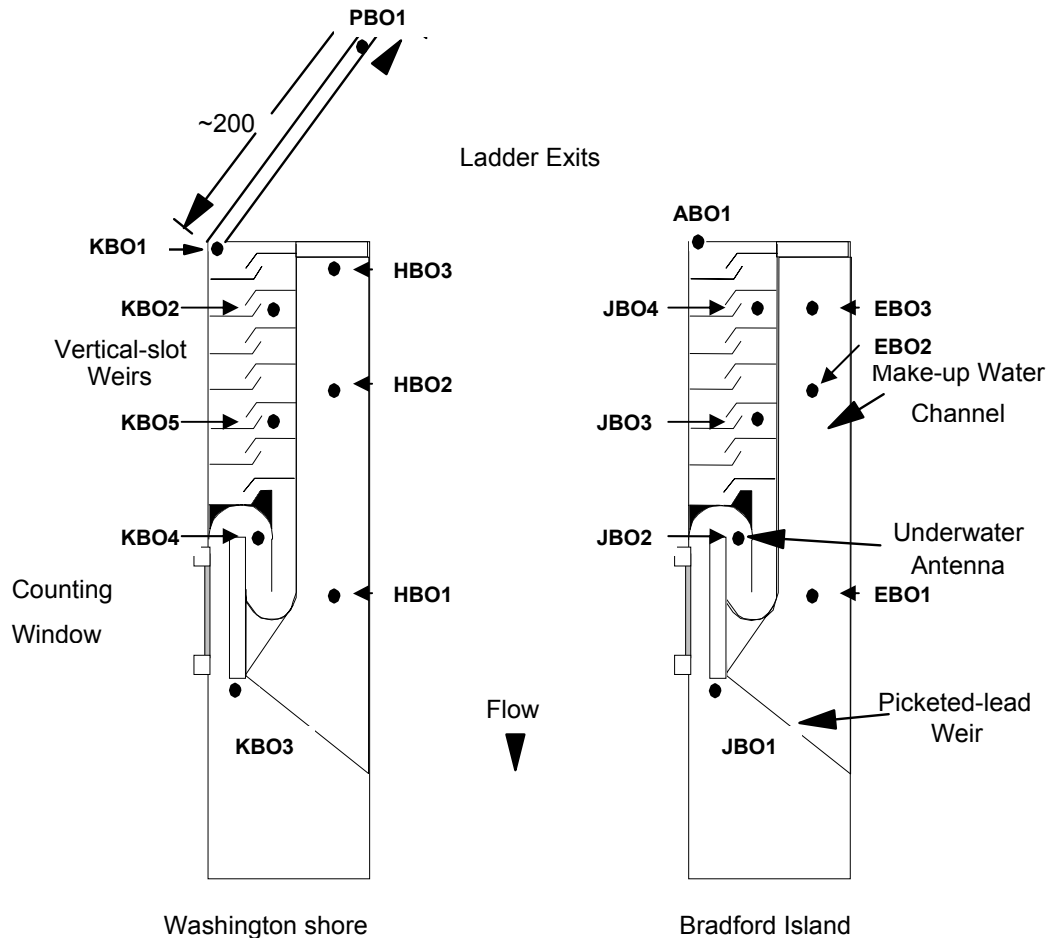 PBO1
~200
Ladder Exits
ABO1
KBO1
HBO3
KBO2
JBO4
EBO3
Vertical-slot
Weirs
EBO2
HBO2
Make-up Water
Channel
KBO5
JBO3
KBO4
JBO2
Underwater
Antenna
Counting
Window
HBO1
EBO1
Flow
Picketed-lead
Weir
KBO3
JBO1
Washington shore
Bradford Island